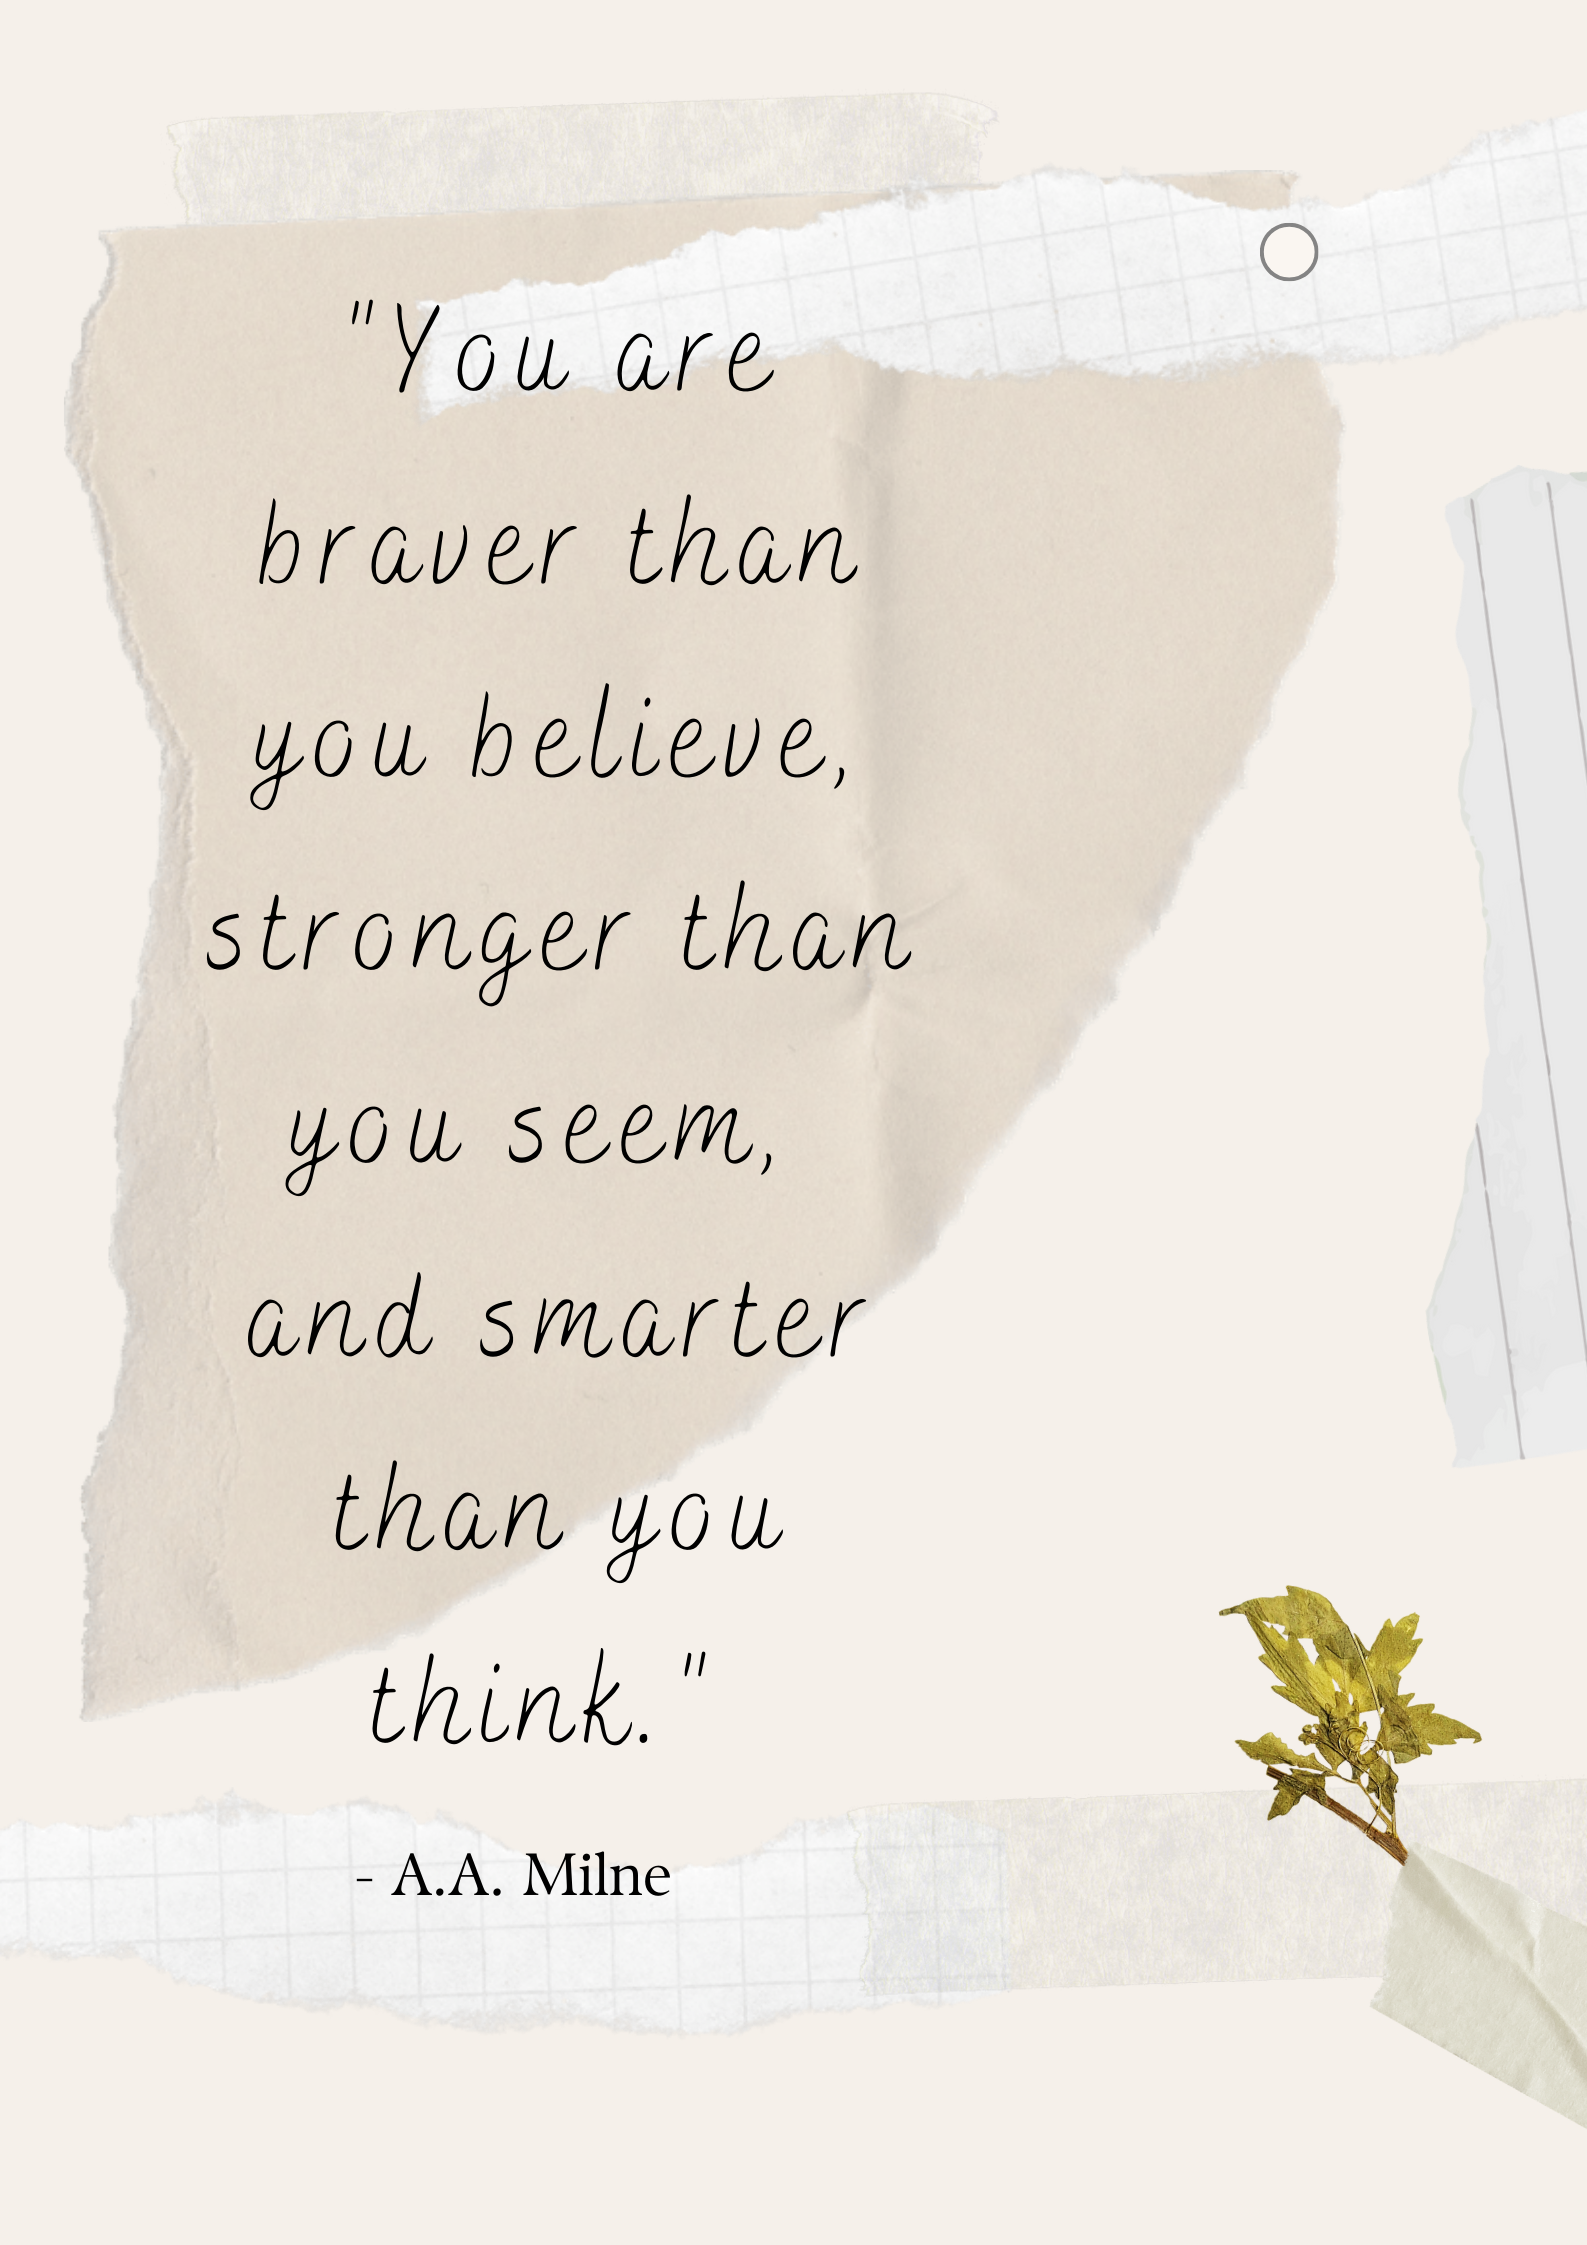 "You are
braver than
you believe,
stronger than
you seem,
and smarter
than you
think."
- A.A. Milne